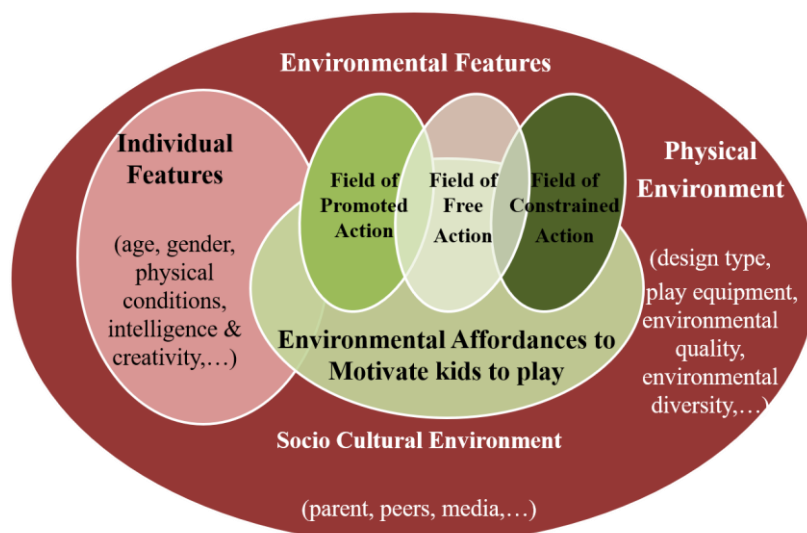 Environmental Features
Individual
Features
(age, gender,
physical
conditions,
intelligence &
creativity,…)
Field of
Promoted
Action
Field of
Free
Action
Field of
Constrained
Action
Physical
Environment
(design type,
play equipment,
environmental
quality,
environmental
diversity,…)
Environmental Affordances to
Motivate kids to play
Socio Cultural Environment
(parent, peers, media,…)